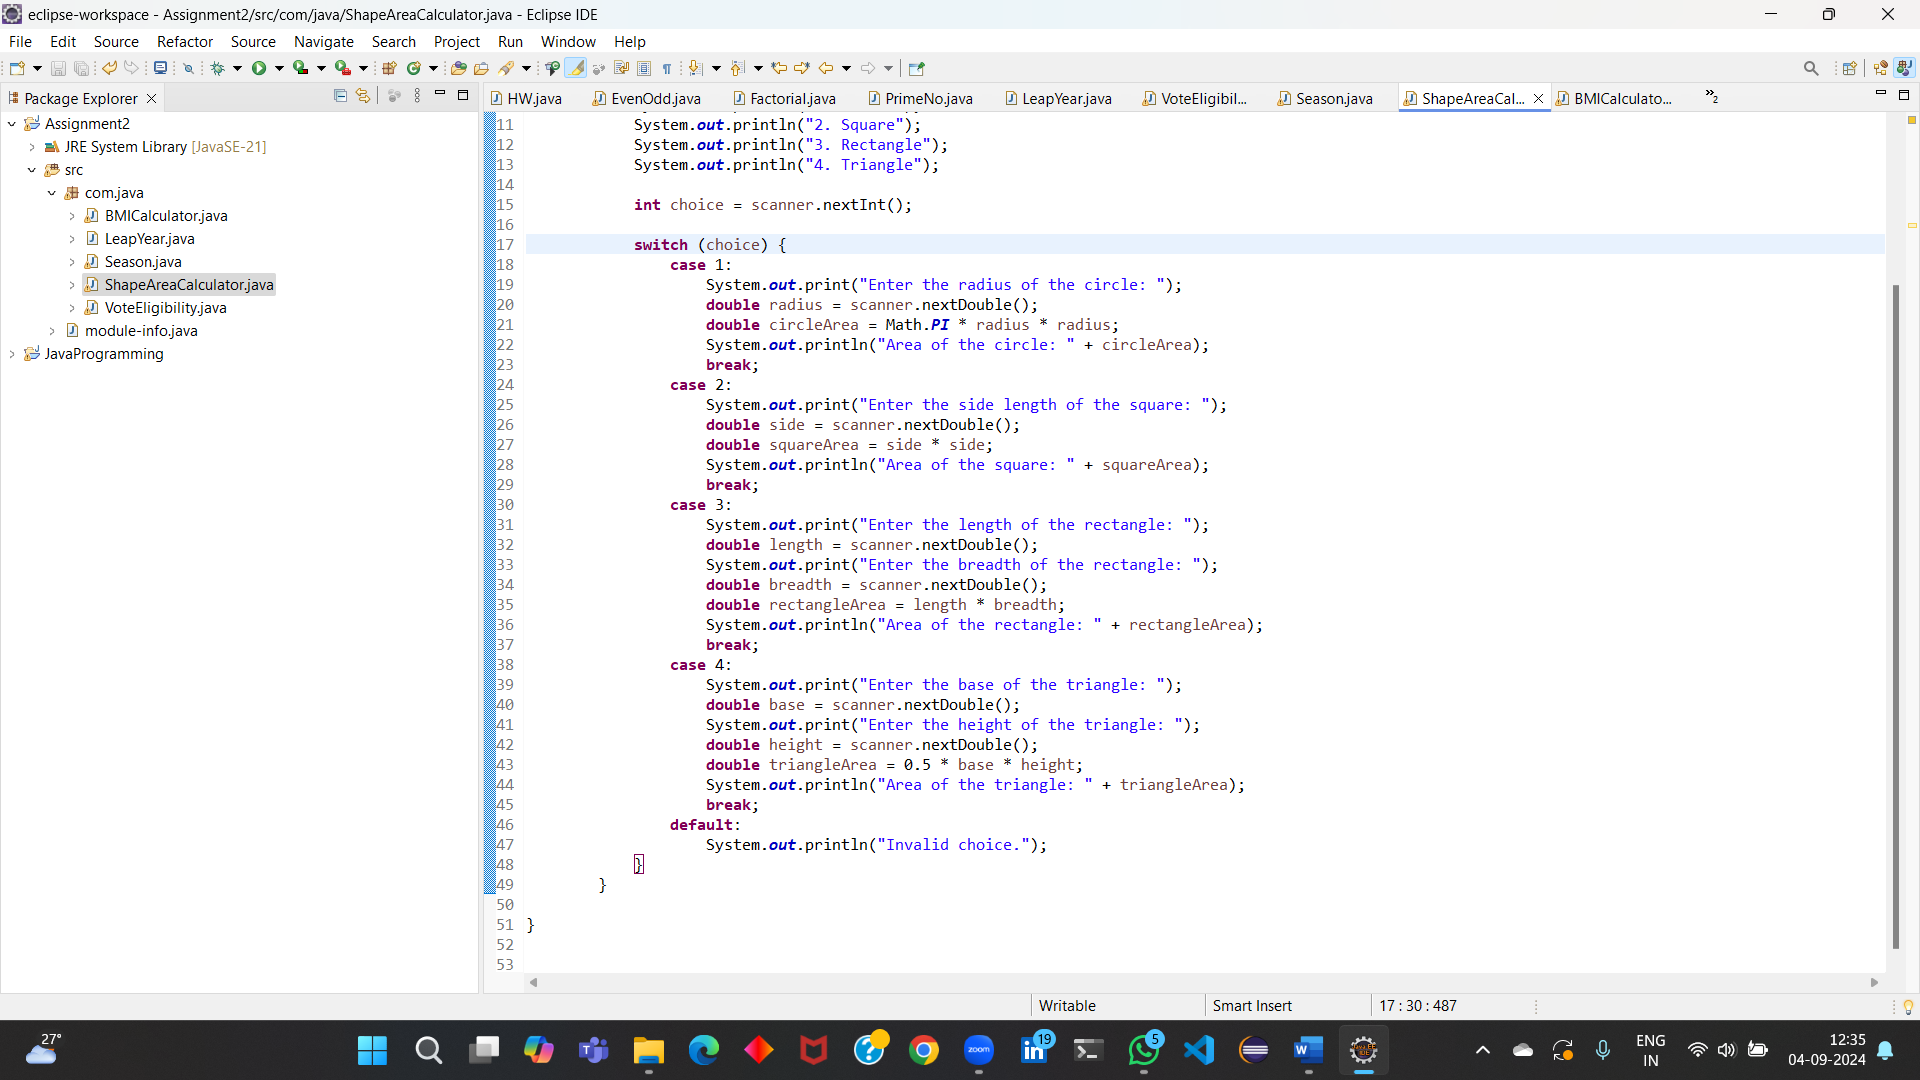 eclipse-workspace - Assignment2/src/com/java/ShapeAreaCalculator.java - Eclipse IDE
File Edit Source Refactor Source Navigate Search Project Run Window Help
Package Explorer
HW.java EvenOdd.java Factorial.java PrimeNo.java LeapYear.java VoteEligibil... Season.java ShapeAreaCal... BMICalculato... »2
Assignment2
JRE System Library [JavaSE-21]
src
com.java
BMICalculator.java
LeapYear.java
Season.java
ShapeAreaCalculator.java
VoteEligibility.java
module-info.java
JavaProgramming
11 System.out.println("2. Square");
12 System.out.println("3. Rectangle");
13 System.out.println("4. Triangle");
14
15 int choice = scanner.nextInt();
16
17 switch (choice) {
18 case 1:
19 System.out.print("Enter the radius of the circle: ");
20 double radius = scanner.nextDouble();
21 double circleArea = Math.PI * radius * radius;
22 System.out.println("Area of the circle: " + circleArea);
23 break;
24 case 2:
25 System.out.print("Enter the side length of the square: ");
26 double side = scanner.nextDouble();
27 double squareArea = side * side;
28 System.out.println("Area of the square: " + squareArea);
29 break;
30 case 3:
31 System.out.print("Enter the length of the rectangle: ");
32 double length = scanner.nextDouble();
33 System.out.print("Enter the breadth of the rectangle: ");
34 double breadth = scanner.nextDouble();
35 double rectangleArea = length * breadth;
36 System.out.println("Area of the rectangle: " + rectangleArea);
37 break;
38 case 4:
39 System.out.print("Enter the base of the triangle: ");
40 double base = scanner.nextDouble();
41 System.out.print("Enter the height of the triangle: ");
42 double height = scanner.nextDouble();
43 double triangleArea = 0.5 * base * height;
44 System.out.println("Area of the triangle: " + triangleArea);
45 break;
46 default:
47 System.out.println("Invalid choice.");
48 }
49 }
50
51 }
52
53
Writable Smart Insert 17 : 30 : 487
27°
zoom
19
5
ENG
IN
12:35
04-09-2024